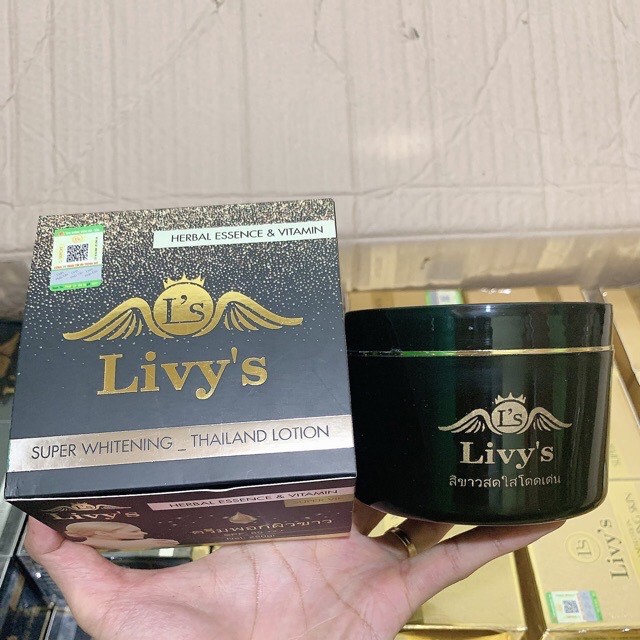 HERBAL ESSENCE & VITAMIN
L's
Livy's
SUPER WHITENING _ THAILAND LOTION
HERBAL ESSENCE & VITAMIN
Livy's
L's
Livy's
สีขาวสดใสโดดเด่น
Livy's